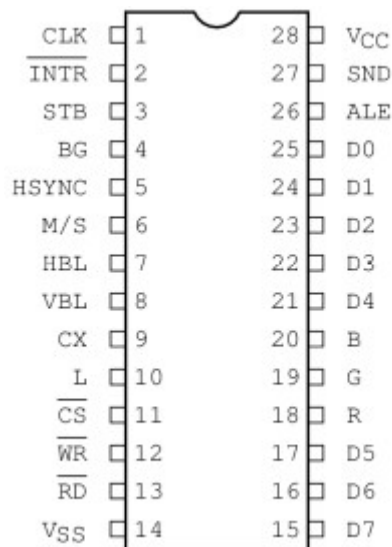 CLK 1 28 VCC
INTR 2 27 SND
STB 3 26 ALE
BG 4 25 D0
HSYNC 5 24 D1
M/S 6 23 D2
HBL 7 22 D3
VBL 8 21 D4
CX 9 20 B
L 10 19 G
CS 11 18 R
WR 12 17 D5
RD 13 16 D6
VSS 14 15 D7